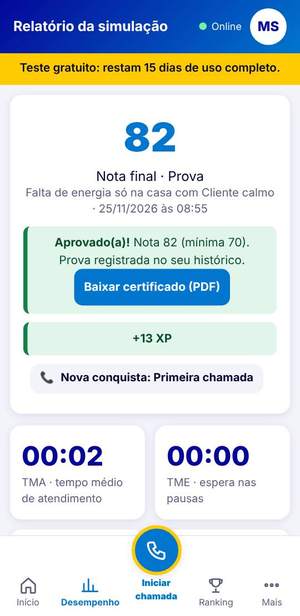 Relatório da simulação
Online
MS
Teste gratuito: restam 15 dias de uso completo.
82
Nota final · Prova
Falta de energia só na casa com Cliente calmo
· 25/11/2026 às 08:55
Aprovado(a)! Nota 82 (mínima 70).
Prova registrada no seu histórico.
Baixar certificado (PDF)
+13 XP
Nova conquista: Primeira chamada
00:02
TMA · tempo médio
de atendimento
00:00
TME · espera nas
pausas
Início
Desempenho
Iniciar
chamada
Ranking
Mais